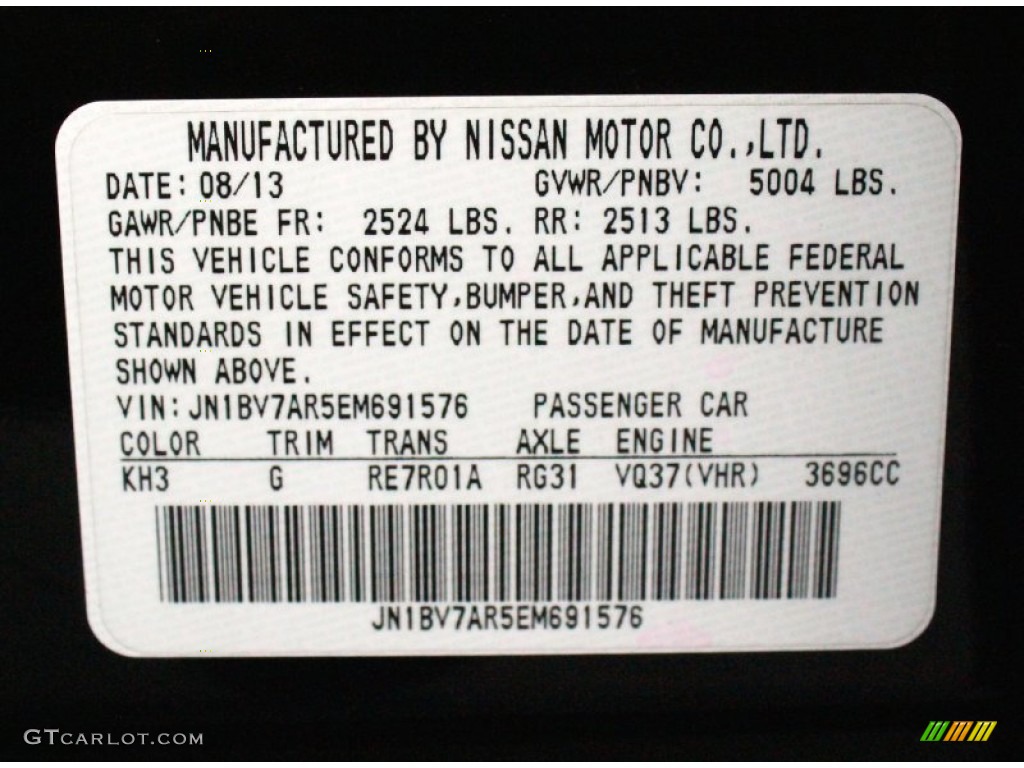 MANUFACTURED BY NISSAN MOTOR CO.,LTD.
DATE: 08/13 GVWR/PNBV: 5004 LBS.
GAWR/PNBE FR: 2524 LBS. RR: 2513 LBS.
THIS VEHICLE CONFORMS TO ALL APPLICABLE FEDERAL
MOTOR VEHICLE SAFETY,BUMPER,AND THEFT PREVENTION
STANDARDS IN EFFECT ON THE DATE OF MANUFACTURE
SHOWN ABOVE.
VIN:JN1BV7AR5EM691576 PASSENGER CAR
COLOR TRIM TRANS AXLE ENGINE
KH3 G RE7R01A RG31 VQ37(VHR) 3696CC
JN1BV7AR5EM691576
GTCARLOT.COM